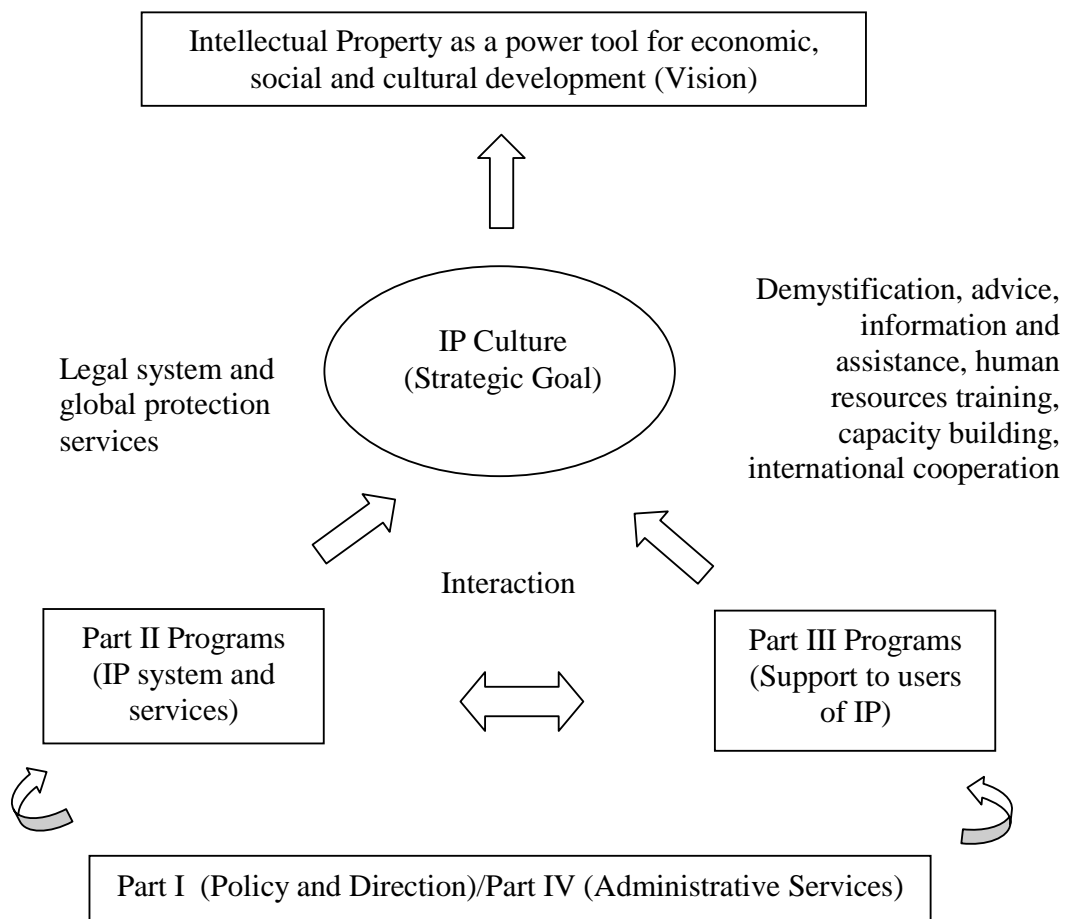 Intellectual Property as a power tool for economic,
social and cultural development (Vision)
IP Culture
(Strategic Goal)
Legal system and
global protection
services
Demystification, advice,
information and
assistance, human
resources training,
capacity building,
international cooperation
Interaction
Part II Programs
(IP system and
services)
Part III Programs
(Support to users
of IP)
Part I (Policy and Direction)/Part IV (Administrative Services)